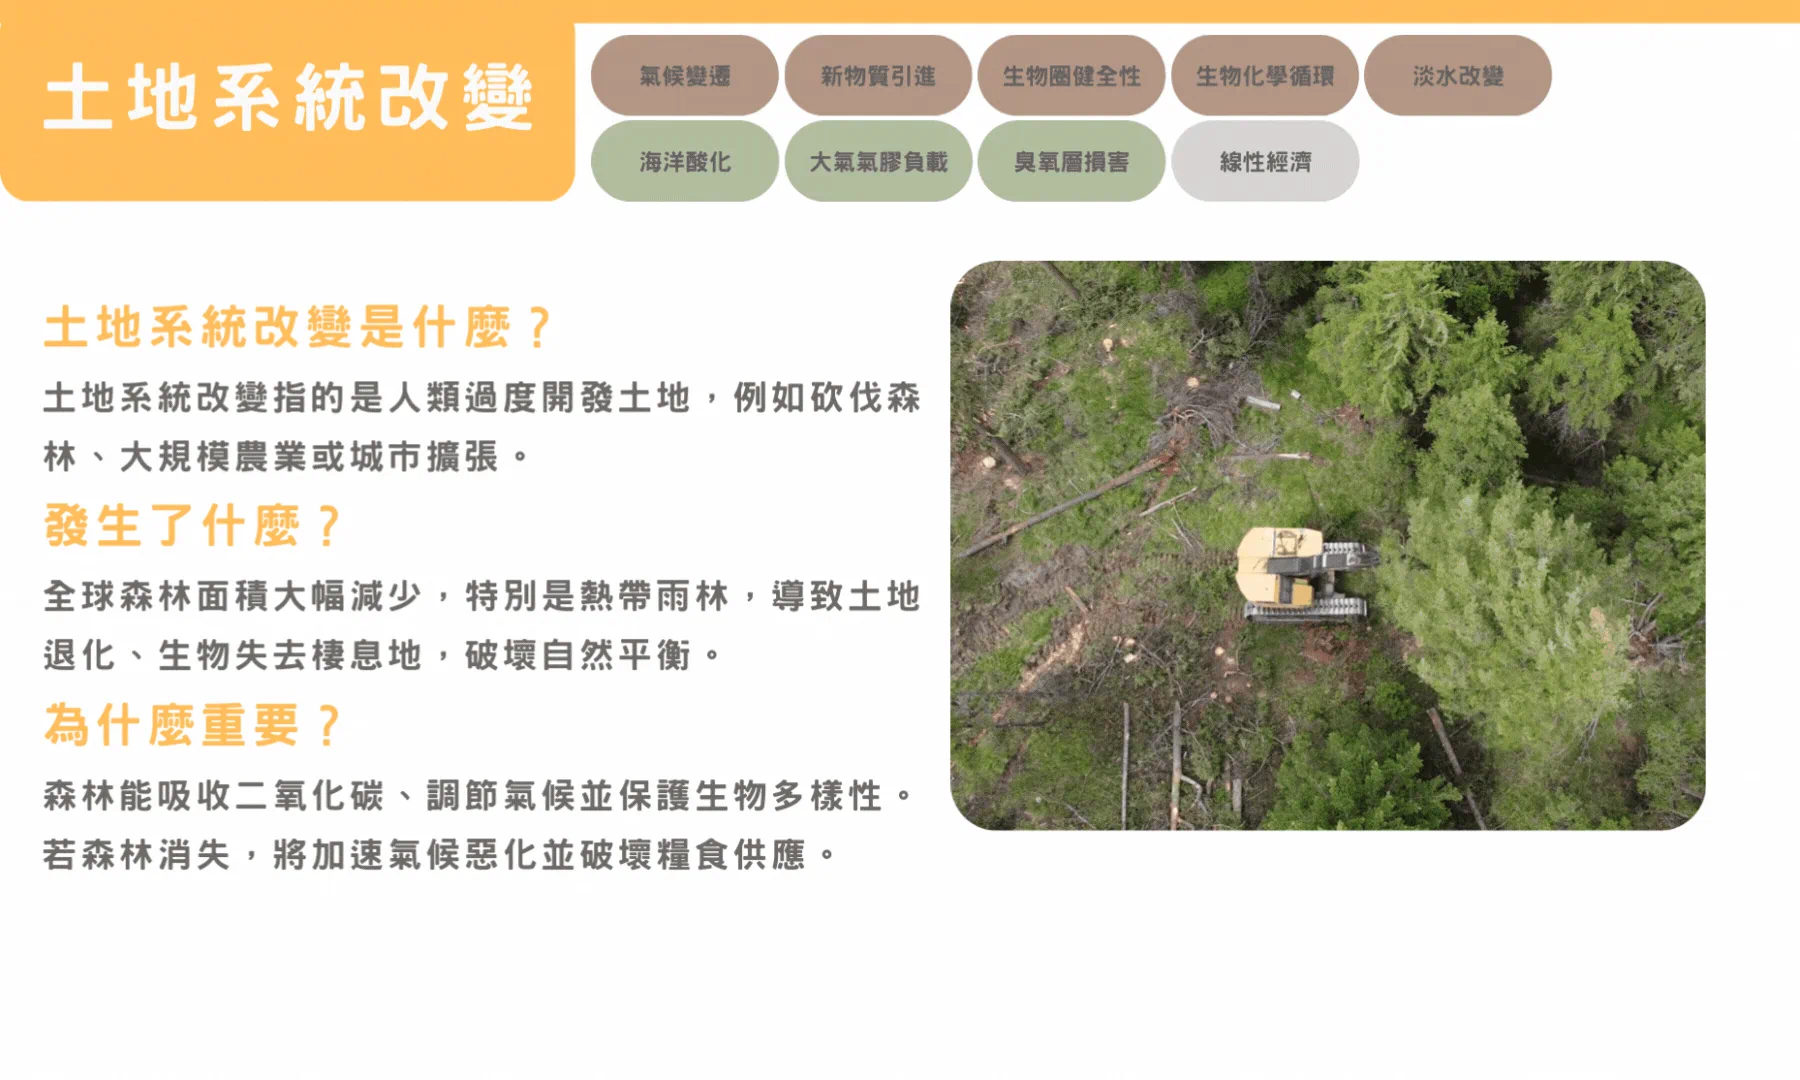 土地系統改變
氣候變遷
新物質引進
生物圈健全性
生物化學循環
淡水改變
海洋酸化
大氣氣膠負載
臭氧層損害
線性經濟
土地系統改變是什麼？
土地系統改變指的是人類過度開發土地，例如砍伐森
林、大規模農業或城市擴張。
發生了什麼？
全球森林面積大幅減少，特別是熱帶雨林，導致土地
退化、生物失去棲息地，破壞自然平衡。
為什麼重要？
森林能吸收二氧化碳、調節氣候並保護生物多樣性。
若森林消失，將加速氣候惡化並破壞糧食供應。